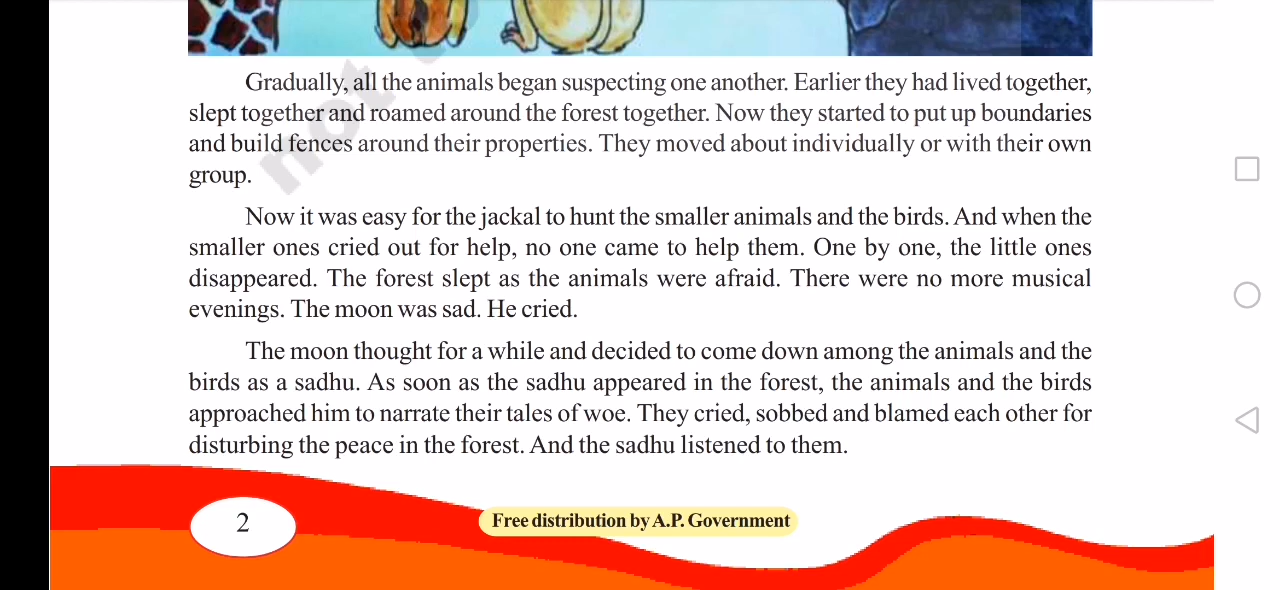 not
Gradually, all the animals began suspecting one another. Earlier they had lived together,
slept together and roamed around the forest together. Now they started to put up boundaries
and build fences around their properties. They moved about individually or with their own
group.
Now it was easy for the jackal to hunt the smaller animals and the birds. And when the
smaller ones cried out for help, no one came to help them. One by one, the little ones
disappeared. The forest slept as the animals were afraid. There were no more musical
evenings. The moon was sad. He cried.
The moon thought for a while and decided to come down among the animals and the
birds as a sadhu. As soon as the sadhu appeared in the forest, the animals and the birds
approached him to narrate their tales of woe. They cried, sobbed and blamed each other for
disturbing the peace in the forest. And the sadhu listened to them.
2
Free distribution by A.P. Government